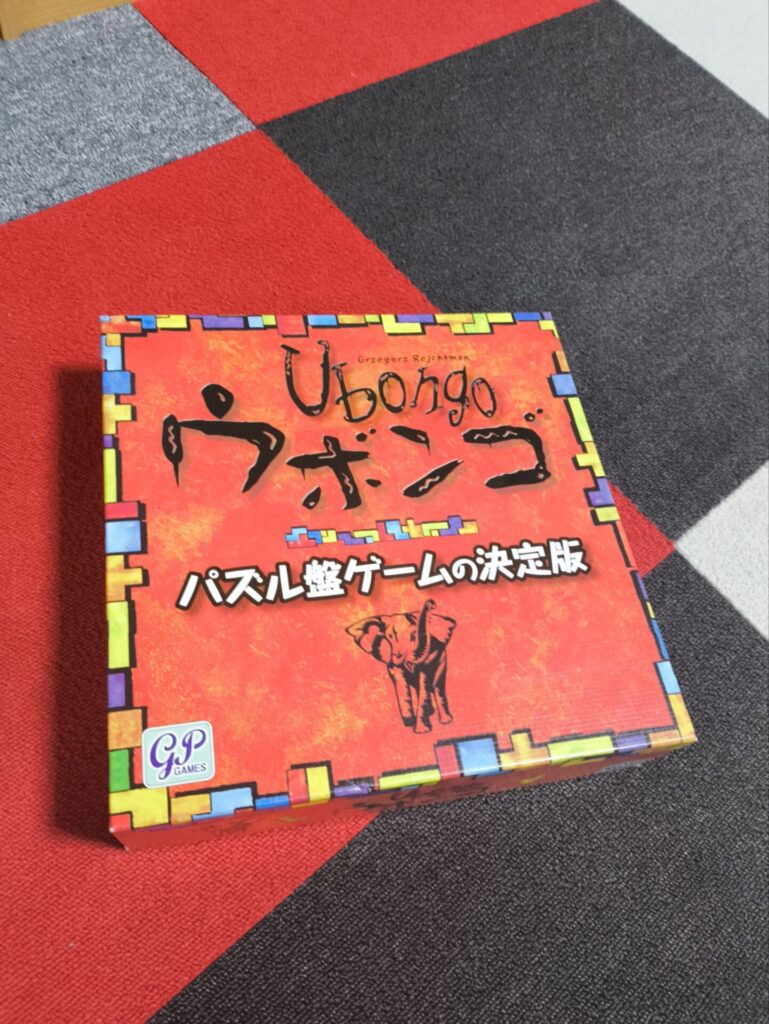 Grzegorz Rejchtman
Ubongo
ウボンゴ
パズル盤ゲームの決定版
GP
GAMES